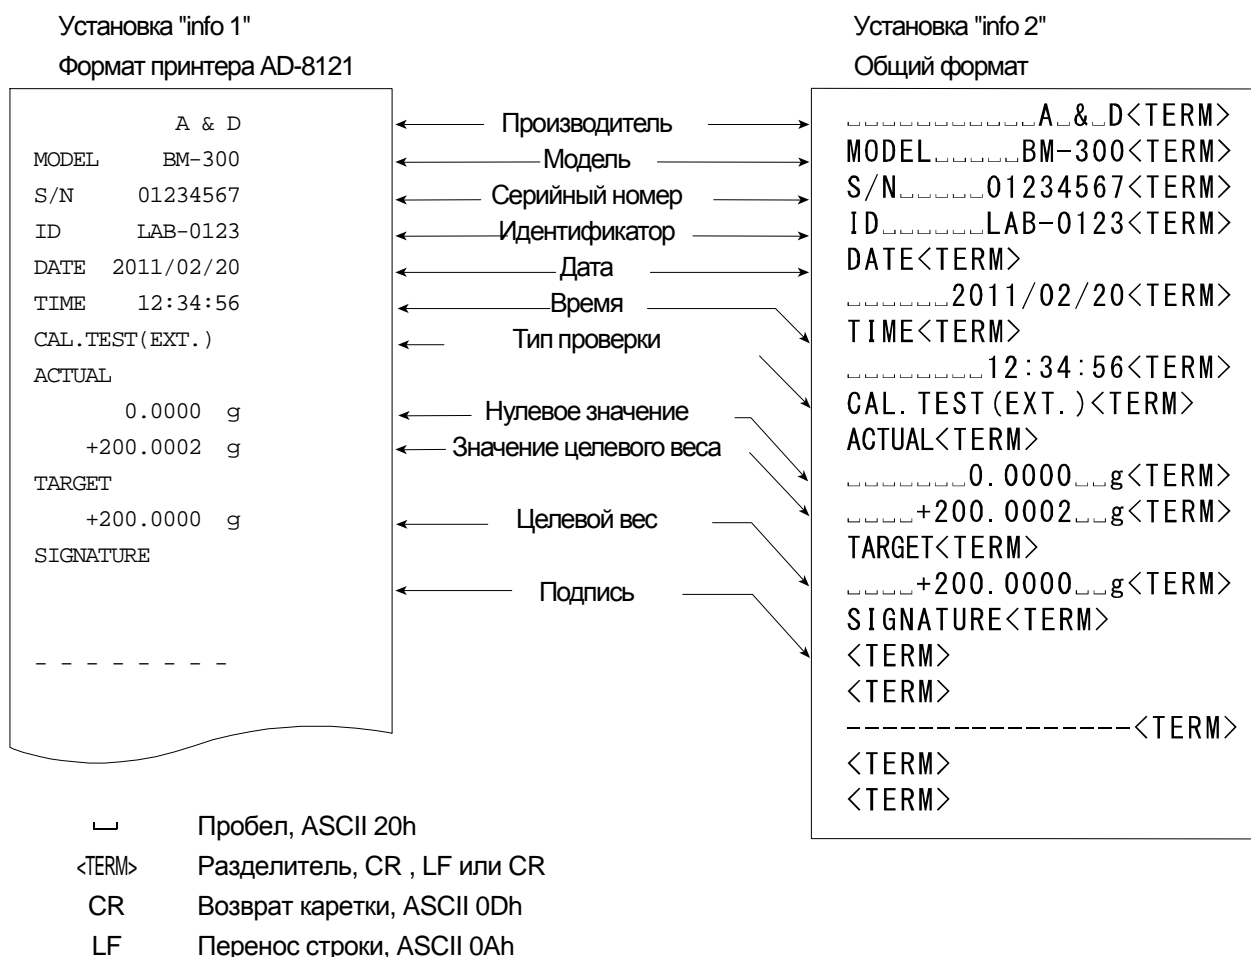 Установка "info 1"
Формат принтера AD-8121
A & D
MODEL BM-300
S/N 01234567
ID LAB-0123
DATE 2011/02/20
TIME 12:34:56
CAL.TEST(EXT.)
ACTUAL
0.0000 g
+200.0002 g
TARGET
+200.0000 g
SIGNATURE
- - - - - - - -
Производитель
Модель
Серийный номер
Идентификатор
Дата
Время
Тип проверки
Нулевое значение
Значение целевого веса
Целевой вес
Подпись
Установка "info 2"
Общий формат
␣␣␣␣␣␣␣␣␣␣␣A␣&␣D<TERM>
MODEL␣␣␣␣␣BM-300<TERM>
S/N␣␣␣␣␣01234567<TERM>
ID␣␣␣␣␣␣LAB-0123<TERM>
DATE<TERM>
␣␣␣␣␣␣2011/02/20<TERM>
TIME<TERM>
␣␣␣␣␣␣␣␣12:34:56<TERM>
CAL.TEST(EXT.)<TERM>
ACTUAL<TERM>
␣␣␣␣␣␣␣0.0000␣␣g<TERM>
␣␣␣␣+200.0002␣␣g<TERM>
TARGET<TERM>
␣␣␣␣+200.0000␣␣g<TERM>
SIGNATURE<TERM>
<TERM>
<TERM>
----------------<TERM>
<TERM>
<TERM>
␣ Пробел, ASCII 20h
<TERM> Разделитель, CR , LF или CR
CR Возврат каретки, ASCII 0Dh
LF Перенос строки, ASCII 0Ah